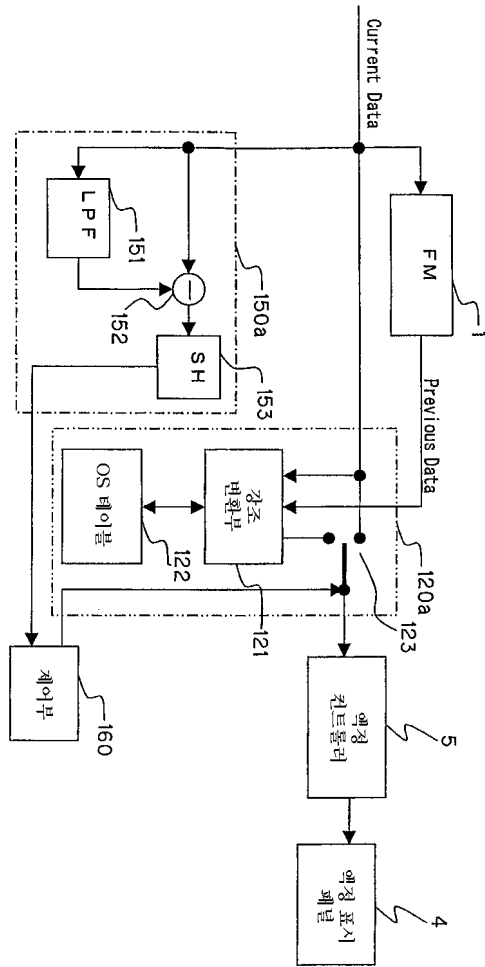 Current Data
FM
1
Previous Data
LPF
151
152
SH
153
150a
강조
변환부
121
OS 테이블
122
123
120a
제어부
160
액정
컨트롤러
5
액정 표시
패널
4